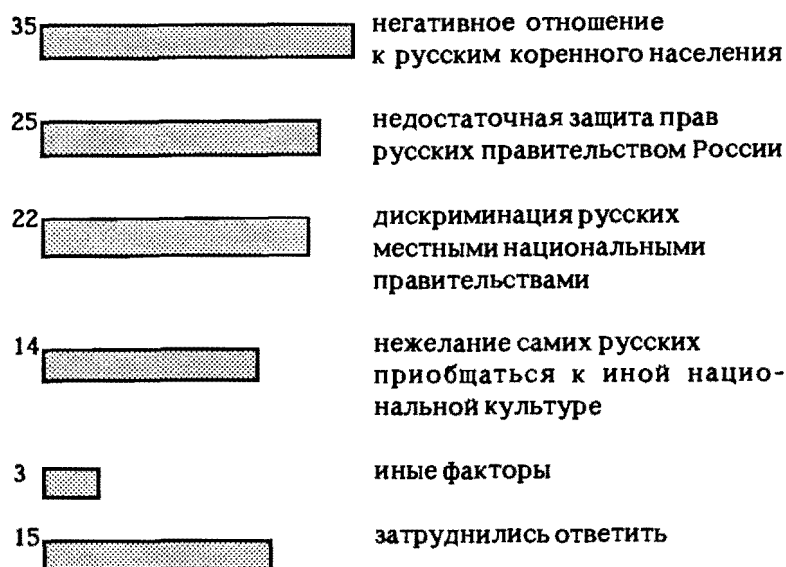 35 негативное отношение
к русским коренного населения
25 недостаточная защита прав
русских правительством России
22 дискриминация русских
местными национальными
правительствами
14 нежелание самих русских
приобщаться к иной нацио-
нальной культуре
3 иные факторы
15 затруднились ответить